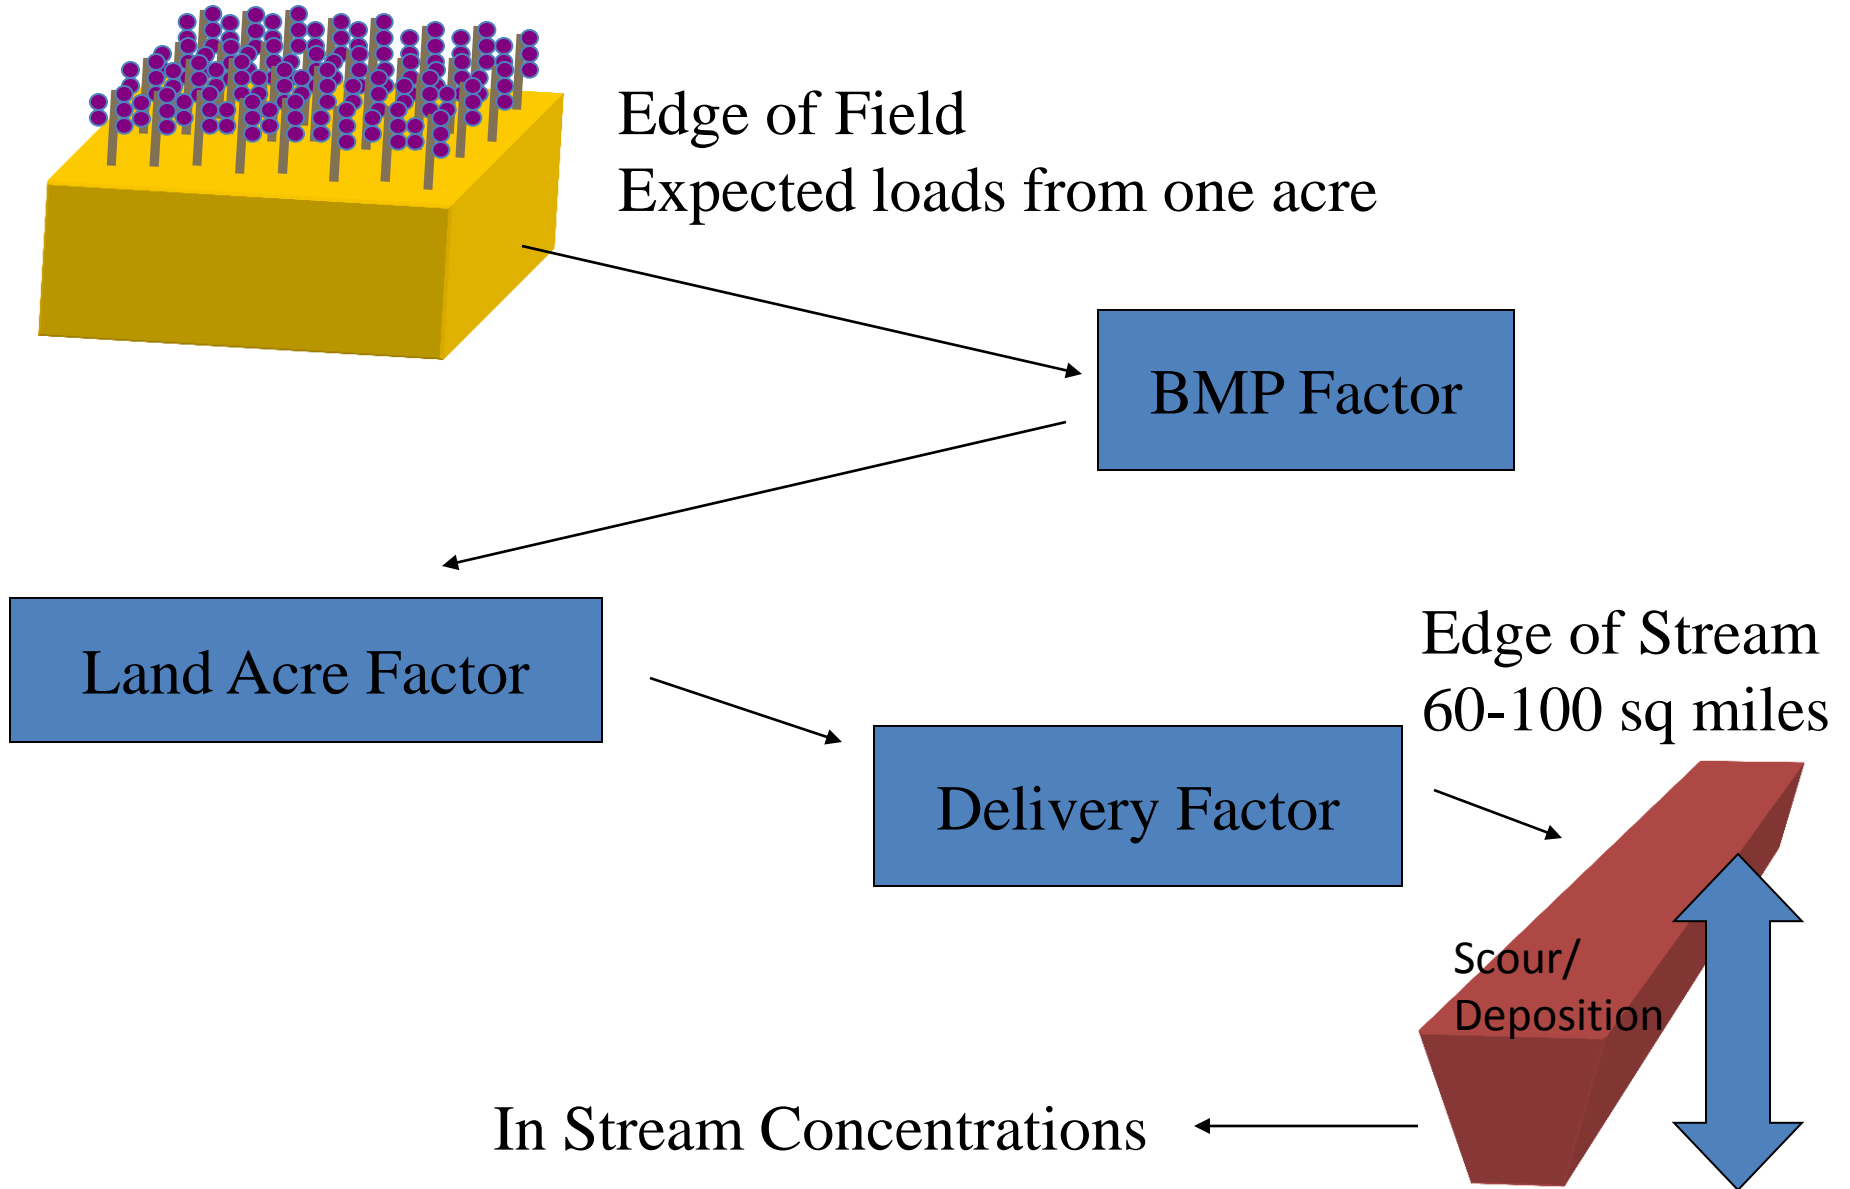 Edge of Field
Expected loads from one acre
BMP Factor
Land Acre Factor
Edge of Stream
60-100 sq miles
Delivery Factor
Scour/
Deposition
In Stream Concentrations